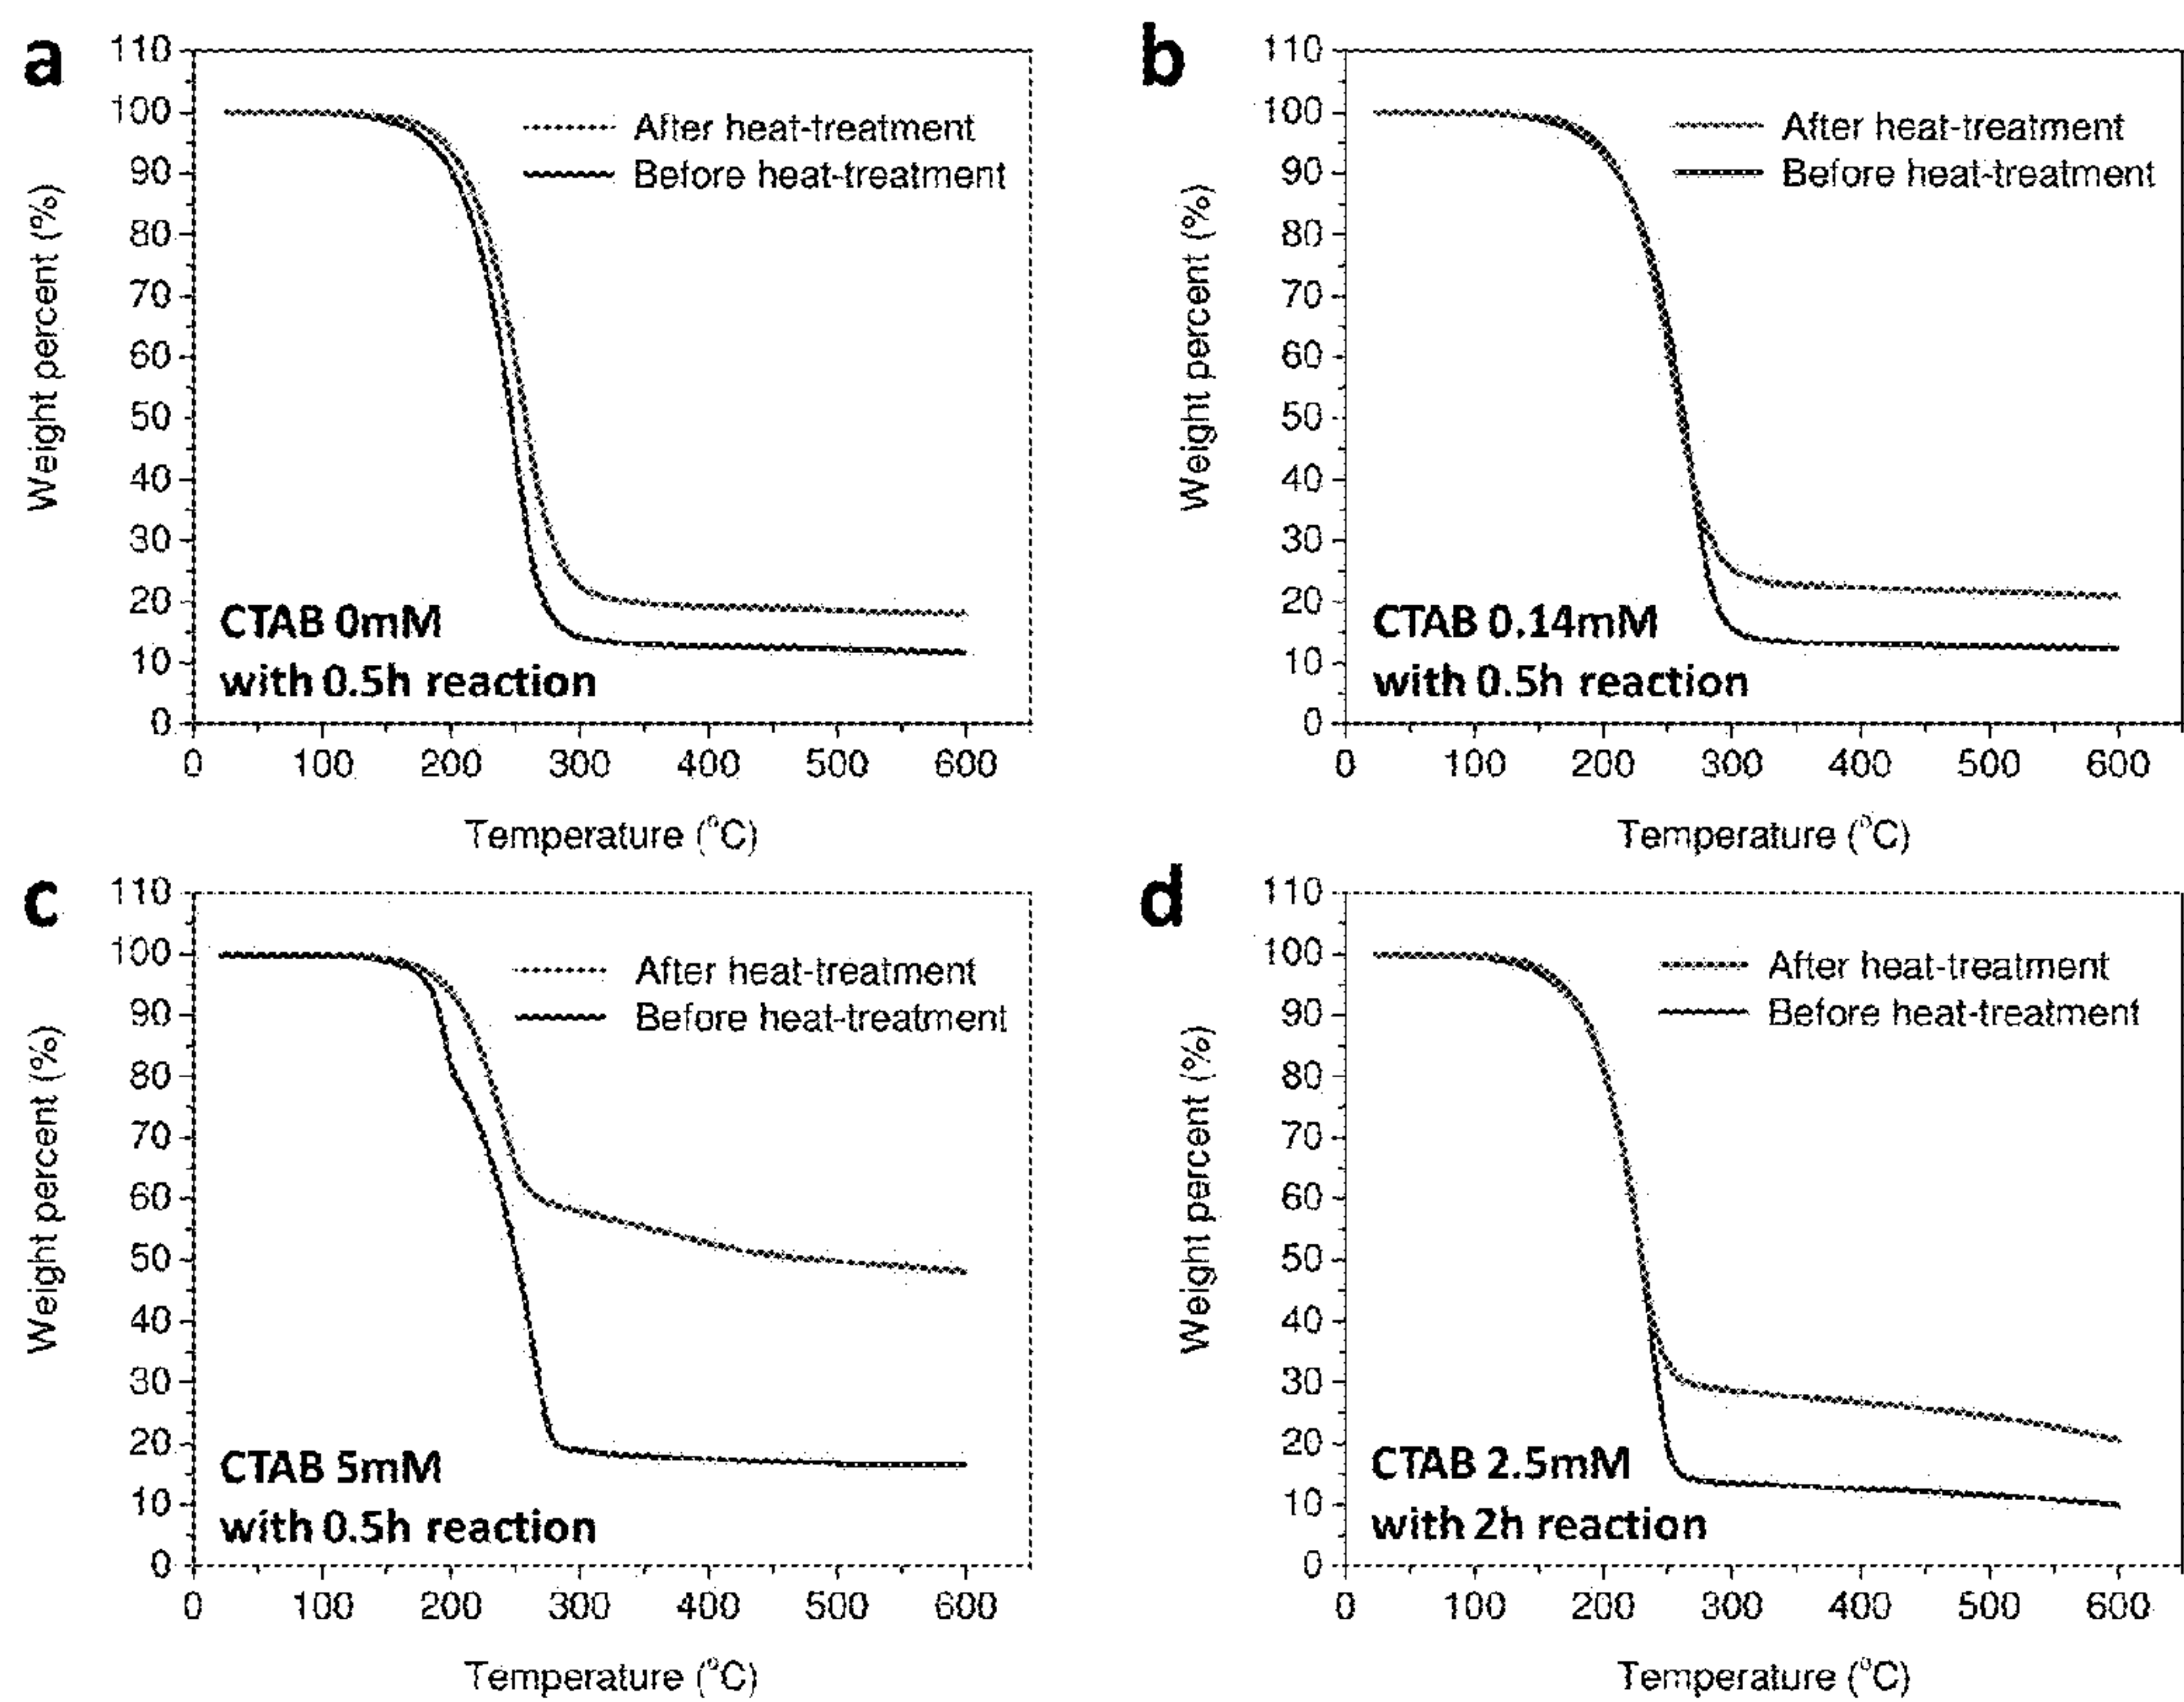 a
110
100
90
80
70
60
50
40
30
20
10
0
Weight percent (%)
After heat-treatment
Before heat-treatment
CTAB 0mM
with 0.5h reaction
0 100 200 300 400 500 600
Temperature (°C)
b
110
100
90
80
70
60
50
40
30
20
10
0
Weight percent (%)
After heat-treatment
Before heat-treatment
CTAB 0.14mM
with 0.5h reaction
0 100 200 300 400 500 600
Temperature (°C)
c
110
100
90
80
70
60
50
40
30
20
10
0
Weight percent (%)
After heat-treatment
Before heat-treatment
CTAB 5mM
with 0.5h reaction
0 100 200 300 400 500 600
Temperature (°C)
d
110
100
90
80
70
60
50
40
30
20
10
0
Weight percent (%)
After heat-treatment
Before heat-treatment
CTAB 2.5mM
with 2h reaction
0 100 200 300 400 500 600
Temperature (°C)